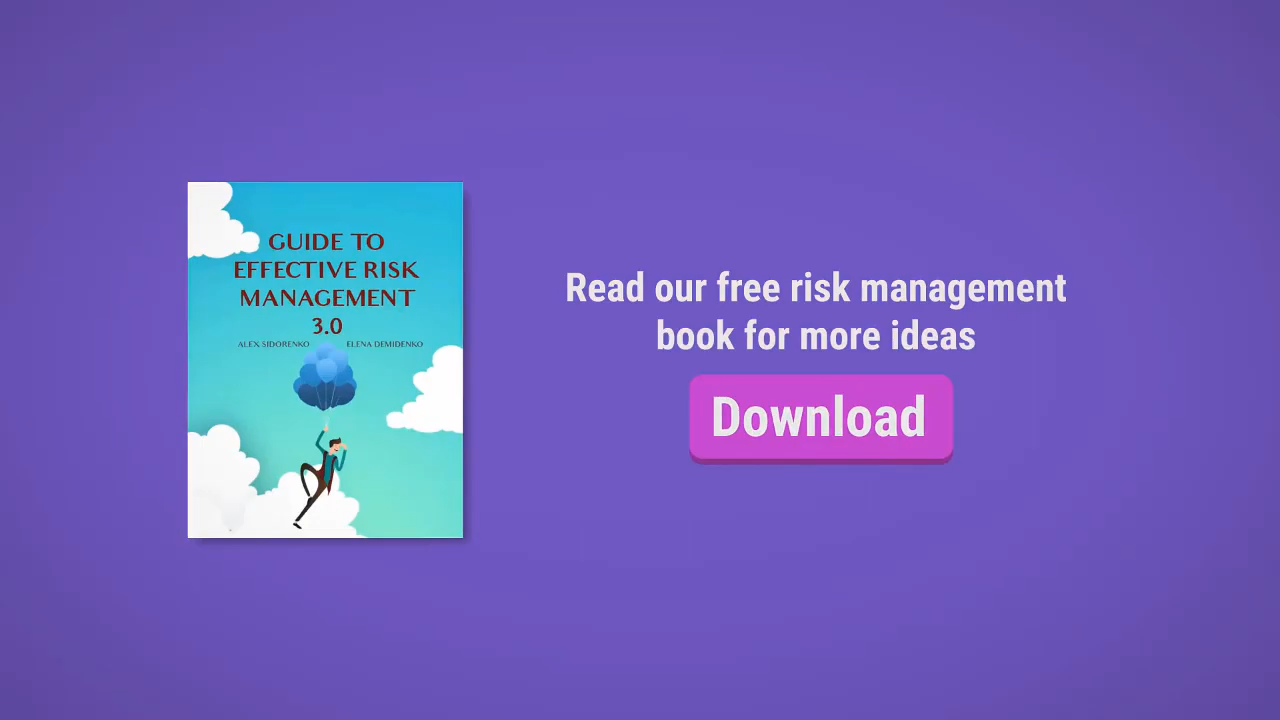 GUIDE TO
EFFECTIVE RISK
MANAGEMENT
3.0
ALEX SIDORENKO ELENA DEMIDENKO
Read our free risk management
book for more ideas
Download